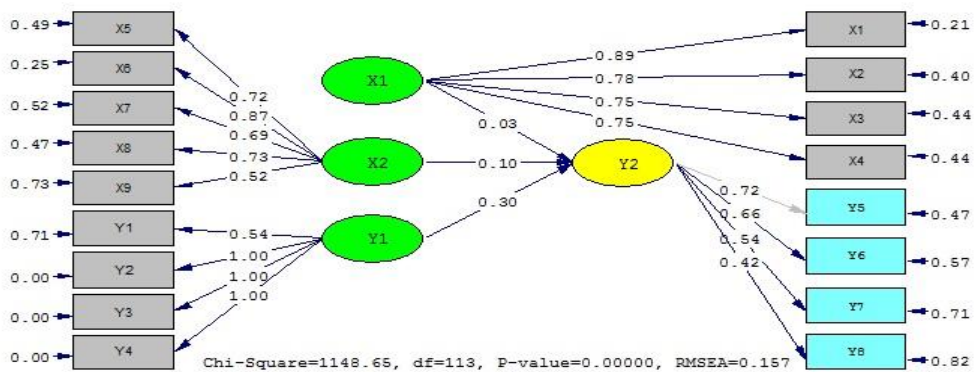 0.49
X5
0.25
X6
0.52
X7
0.47
X8
0.73
X9
0.71
Y1
0.00
Y2
0.00
Y3
0.00
Y4
0.72
0.87
0.69
0.73
0.52
0.54
1.00
1.00
1.00
X1
X2
Y1
0.89
0.78
0.75
0.75
0.03
0.10
0.30
Y2
0.72
0.66
0.54
0.42
X1
0.21
X2
0.40
X3
0.44
X4
0.44
Y5
0.47
Y6
0.57
Y7
0.71
Y8
0.82
Chi-Square=1148.65, df=113, P-value=0.00000, RMSEA=0.157